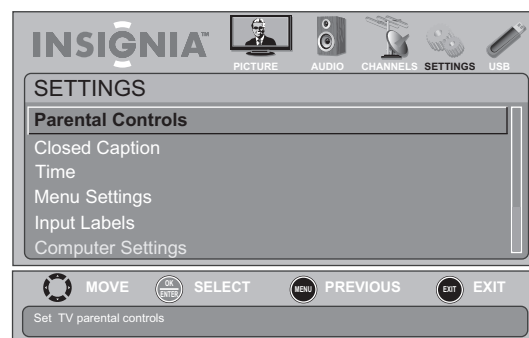 INSIGNIA™
PICTURE AUDIO CHANNELS SETTINGS USB
SETTINGS
Parental Controls
Closed Caption
Time
Menu Settings
Input Labels
Computer Settings
MOVE OK ENTER SELECT MENU PREVIOUS EXIT EXIT
Set TV parental controls